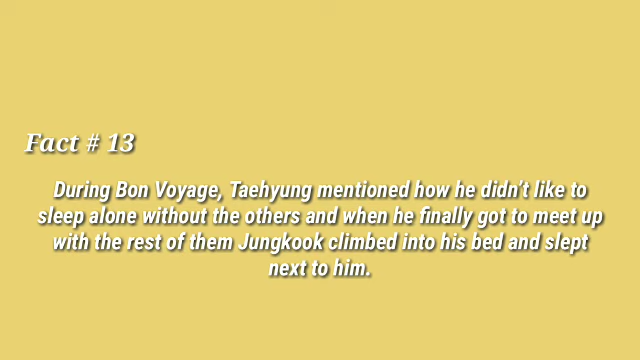 Fact # 13
During Bon Voyage, Taehyung mentioned how he didn't like to
sleep alone without the others and when he finally got to meet up
with the rest of them Jungkook climbed into his bed and slept
next to him.